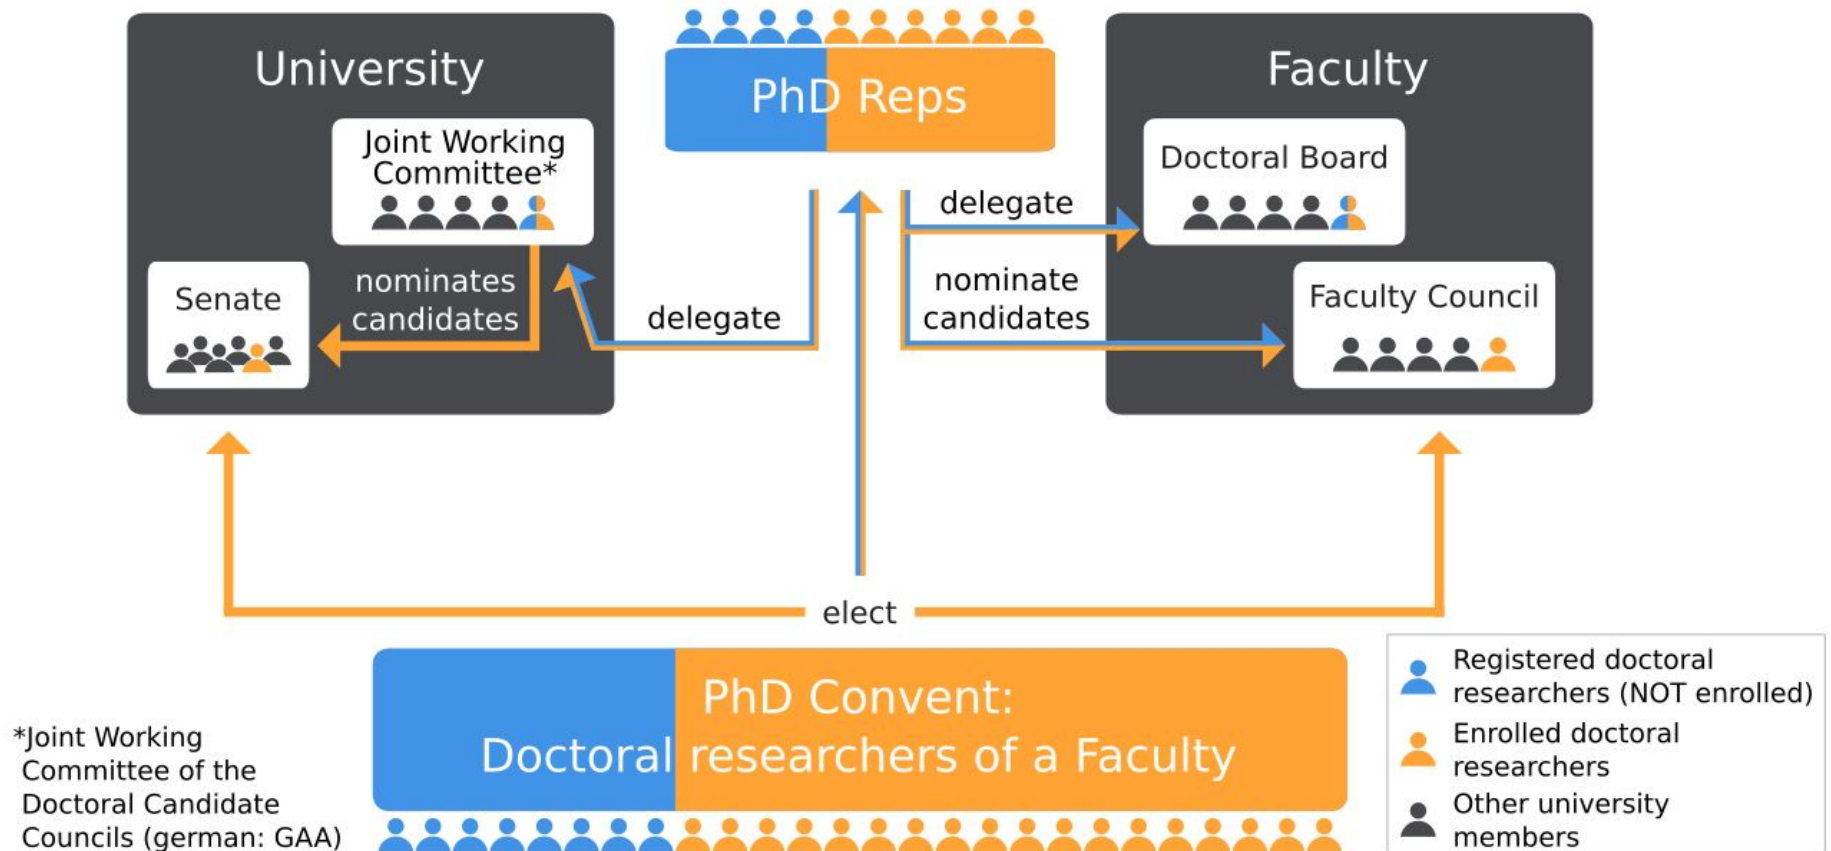 University
Joint Working
Committee*
Senate
nominates
candidates
PhD Reps
delegate
delegate
nominate
candidates
Faculty
Doctoral Board
Faculty Council
elect
PhD Convent:
Doctoral researchers of a Faculty
*Joint Working
Committee of the
Doctoral Candidate
Councils (german: GAA)
Registered doctoral
researchers (NOT enrolled)
Enrolled doctoral
researchers
Other university
members